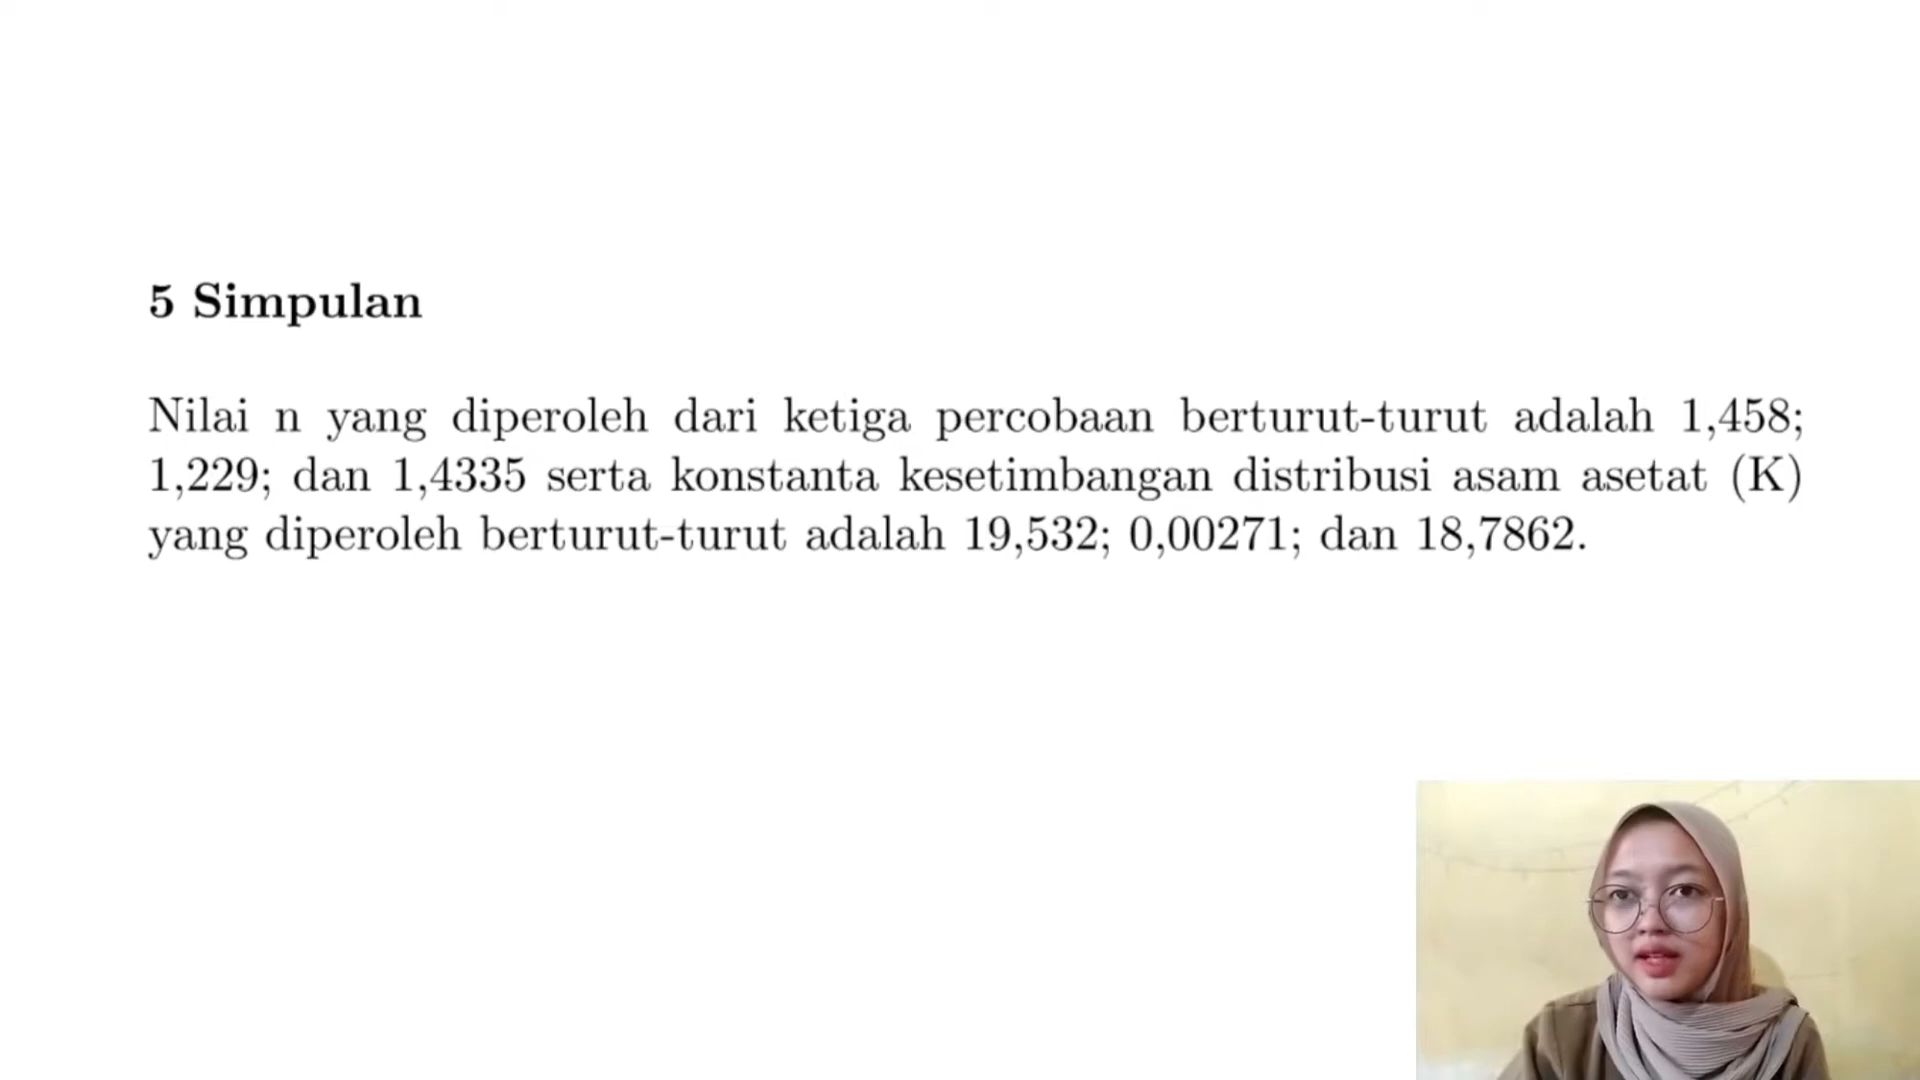 5 Simpulan
Nilai n yang diperoleh dari ketiga percobaan berturut-turut adalah 1,458;
1,229; dan 1,4335 serta konstanta kesetimbangan distribusi asam asetat (K)
yang diperoleh berturut-turut adalah 19,532; 0,00271; dan 18,7862.